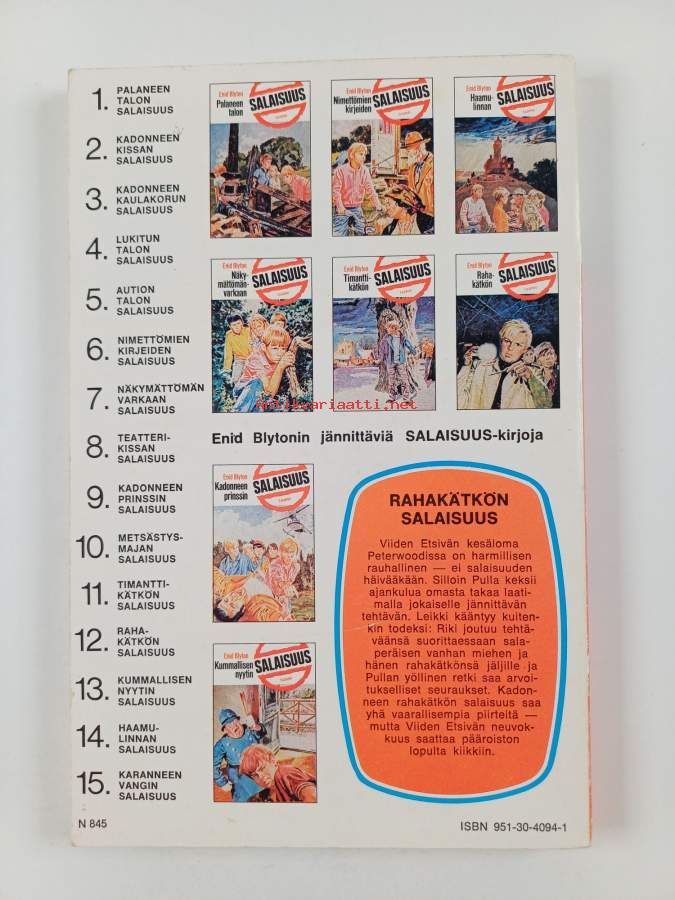 1. PALANEEN
TALON
SALAISUUS
2. KADONNEEN
KISSAN
SALAISUUS
3. KADONNEEN
KAULAKORUN
SALAISUUS
4. LUKITUN
TALON
SALAISUUS
5. AUTION
TALON
SALAISUUS
6. NIMETTÖMIEN
KIRJEIDEN
SALAISUUS
7. NÄKYMÄTTÖMÄN
VARKAAN
SALAISUUS
8. TEATTERI-
KISSAN
SALAISUUS
9. KADONNEEN
PRINSSIN
SALAISUUS
10. METSÄSTYS-
MAJAN
SALAISUUS
11. TIMANTTI-
KÄTKÖN
SALAISUUS
12. RAHA-
KÄTKÖN
SALAISUUS
13. KUMMALLISEN
NYYTIN
SALAISUUS
14. HAAMU-
LINNAN
SALAISUUS
15. KARANNEEN
VANGIN
SALAISUUS
N 845
Enid Blyton
Palaneen
talon
SALAISUUS
Enid Blyton
Nimettömien
kirjeiden
SALAISUUS
Enid Blyton
Haamu-
linnan
SALAISUUS
Enid Blyton
Näky-
mättömän
varkaan
SALAISUUS
Enid Blyton
Timantti-
kätkön
SALAISUUS
Enid Blyton
Raha-
kätkön
SALAISUUS
Antikvariaatti.net
Enid Blytonin jännittäviä SALAISUUS-kirjoja
Enid Blyton
Kadonneen
prinssin
SALAISUUS
Enid Blyton
Kummallisen
nyytin
SALAISUUS
RAHAKÄTKÖN
SALAISUUS
Viiden Etsivän kesäloma
Peterwoodissa on harmillisen
rauhallinen — ei salaisuuden
häivääkään. Silloin Pulla keksii
ajankulua omasta takaa laati-
malla jokaiselle jännittävän
tehtävän. Leikki kääntyy kuiten-
kin todeksi: Riki joutuu tehtä-
väänsä suorittaessaan sala-
peräisen vanhan miehen ja
hänen rahakätkönsä jäljille ja
Pullan yöllinen retki saa arvoi-
tukselliset seuraukset. Kadon-
neen rahakätkön salaisuus saa
yhä vaarallisempia piirteitä —
mutta Viiden Etsivän neuvok-
kuus saattaa pääroiston
lopulta kiikkiin.
ISBN 951-30-4094-1